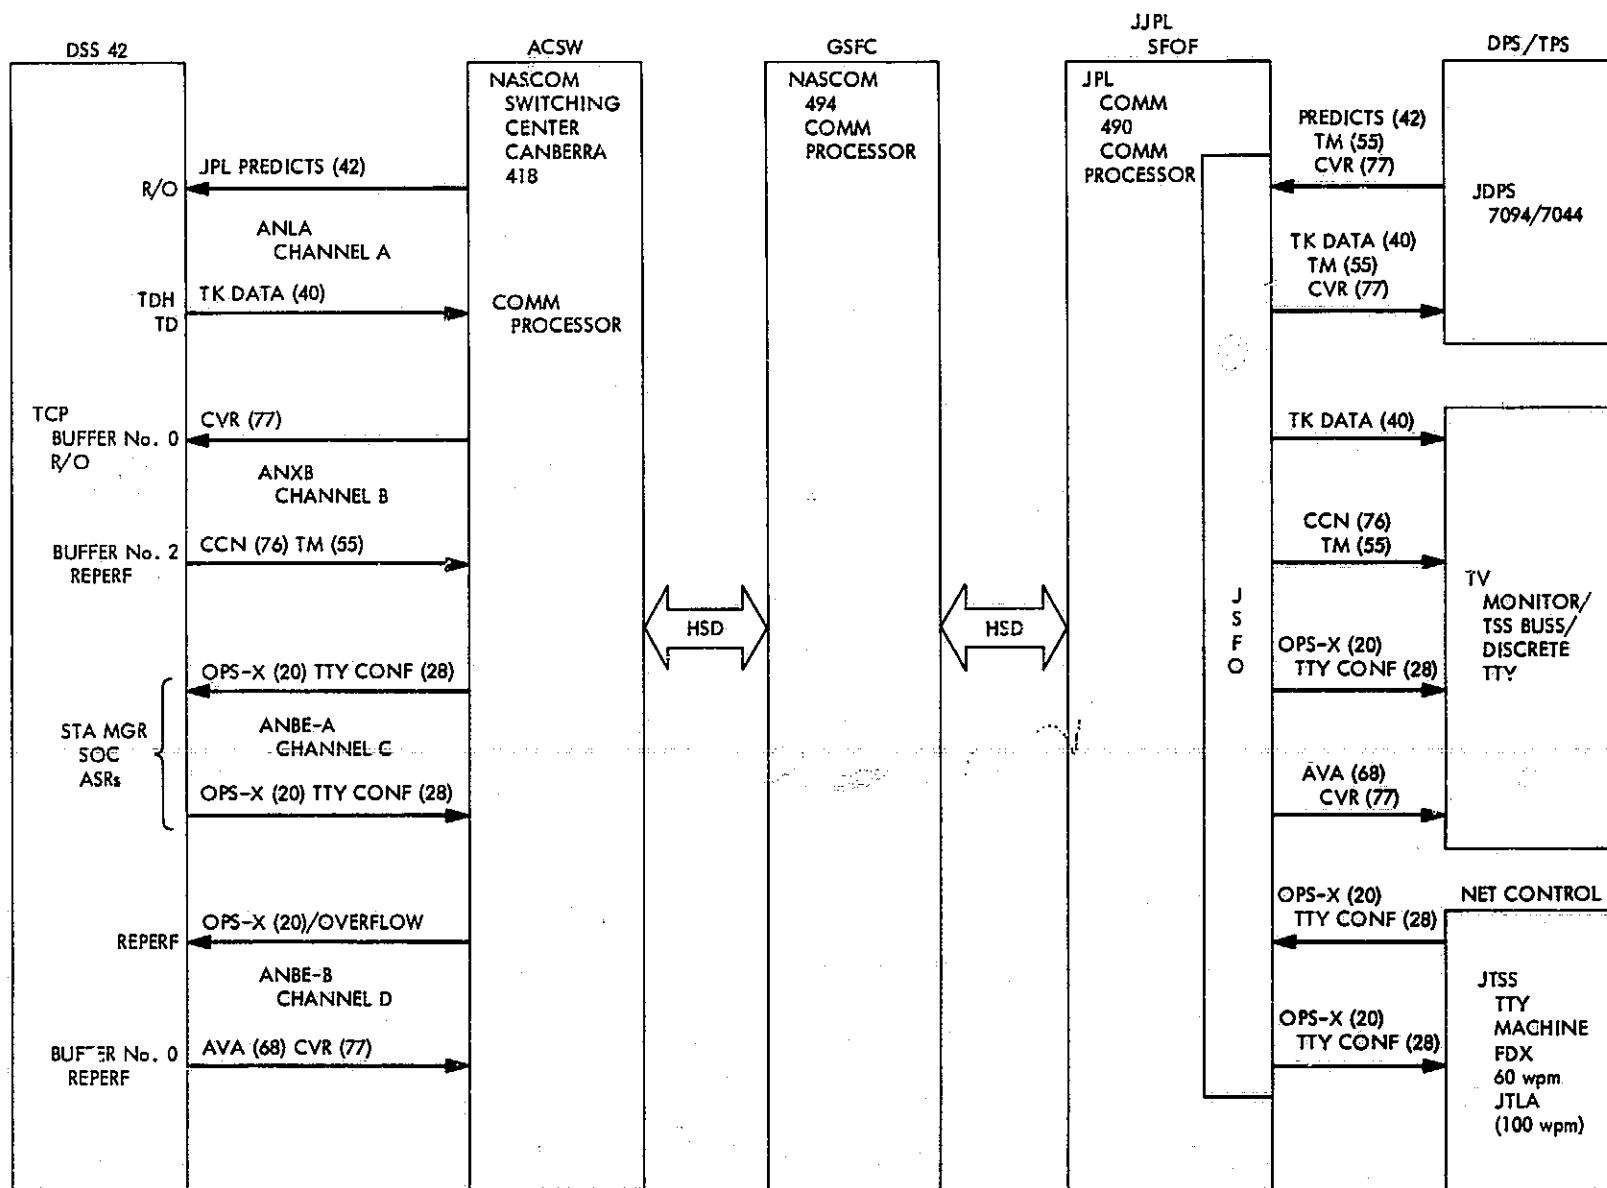 DSS 42
ACSW
GSFC
JJPL
SFOF
DPS/TPS
R/O
JPL PREDICTS (42)
ANLA
CHANNEL A
TDH
TD
TK DATA (40)
TCP
BUFFER No. 0
R/O
CVR (77)
ANXB
CHANNEL B
BUFFER No. 2
REPERF
CCN (76) TM (55)
STA MGR
SOC
ASRs
OPS-X (20) TTY CONF (28)
ANBE-A
CHANNEL C
OPS-X (20) TTY CONF (28)
REPERF
OPS-X (20)/OVERFLOW
ANBE-B
CHANNEL D
BUFFER No. 0
REPERF
AVA (68) CVR (77)
NASCOM
SWITCHING
CENTER
CANBERRA
418
COMM
PROCESSOR
HSD
NASCOM
494
COMM
PROCESSOR
HSD
JPL
COMM
490
COMM
PROCESSOR
J
S
F
O
PREDICTS (42)
TM (55)
CVR (77)
TK DATA (40)
TM (55)
CVR (77)
JDPS
7094/7044
TK DATA (40)
CCN (76)
TM (55)
OPS-X (20)
TTY CONF (28)
AVA (68)
CVR (77)
TV
MONITOR/
TSS BUSS/
DISCRETE
TTY
NET CONTROL
OPS-X (20)
TTY CONF (28)
OPS-X (20)
TTY CONF (28)
JTSS
TTY
MACHINE
FDX
60 wpm
JTLA
(100 wpm)